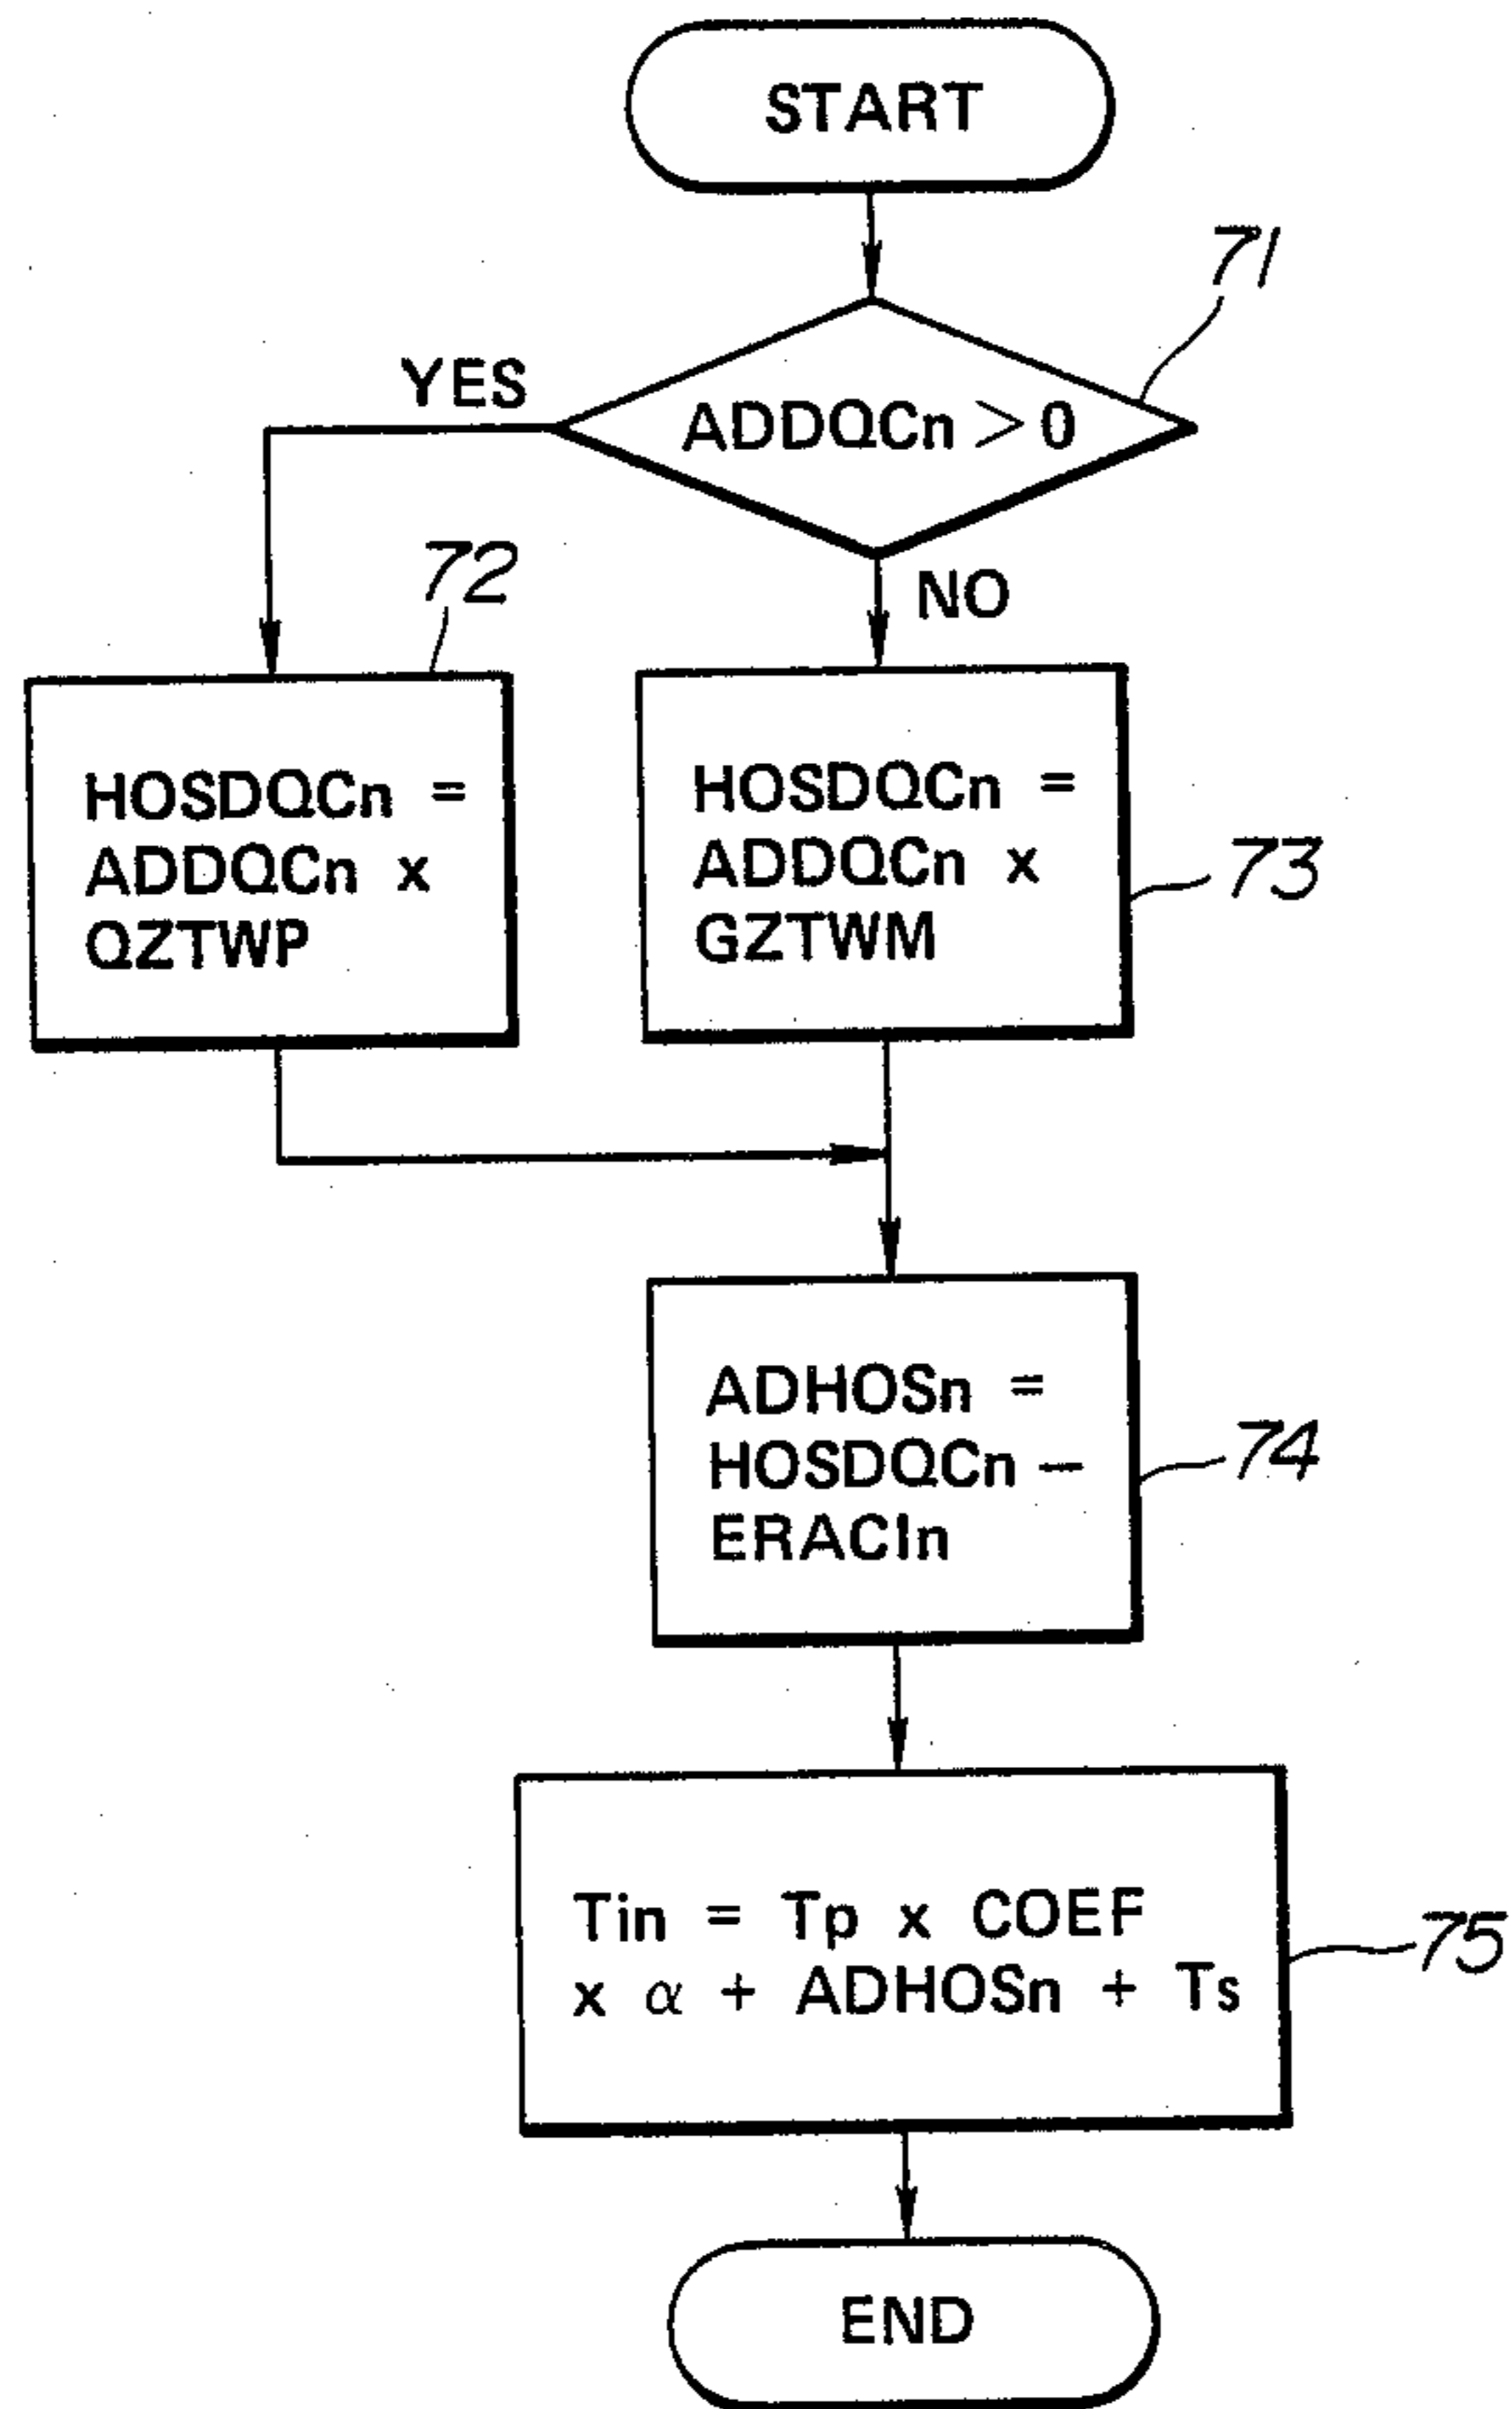 START
71
ADDQCn > 0
YES
NO
72
HOSDQCn =
ADDQCn x
QZTWP
HOSDQCn =
ADDQCn x
GZTWM
73
ADHOSn =
HOSDQCn −
ERACIn
74
Tin = Tp x COEF
x α + ADHOSn + Ts
75
END